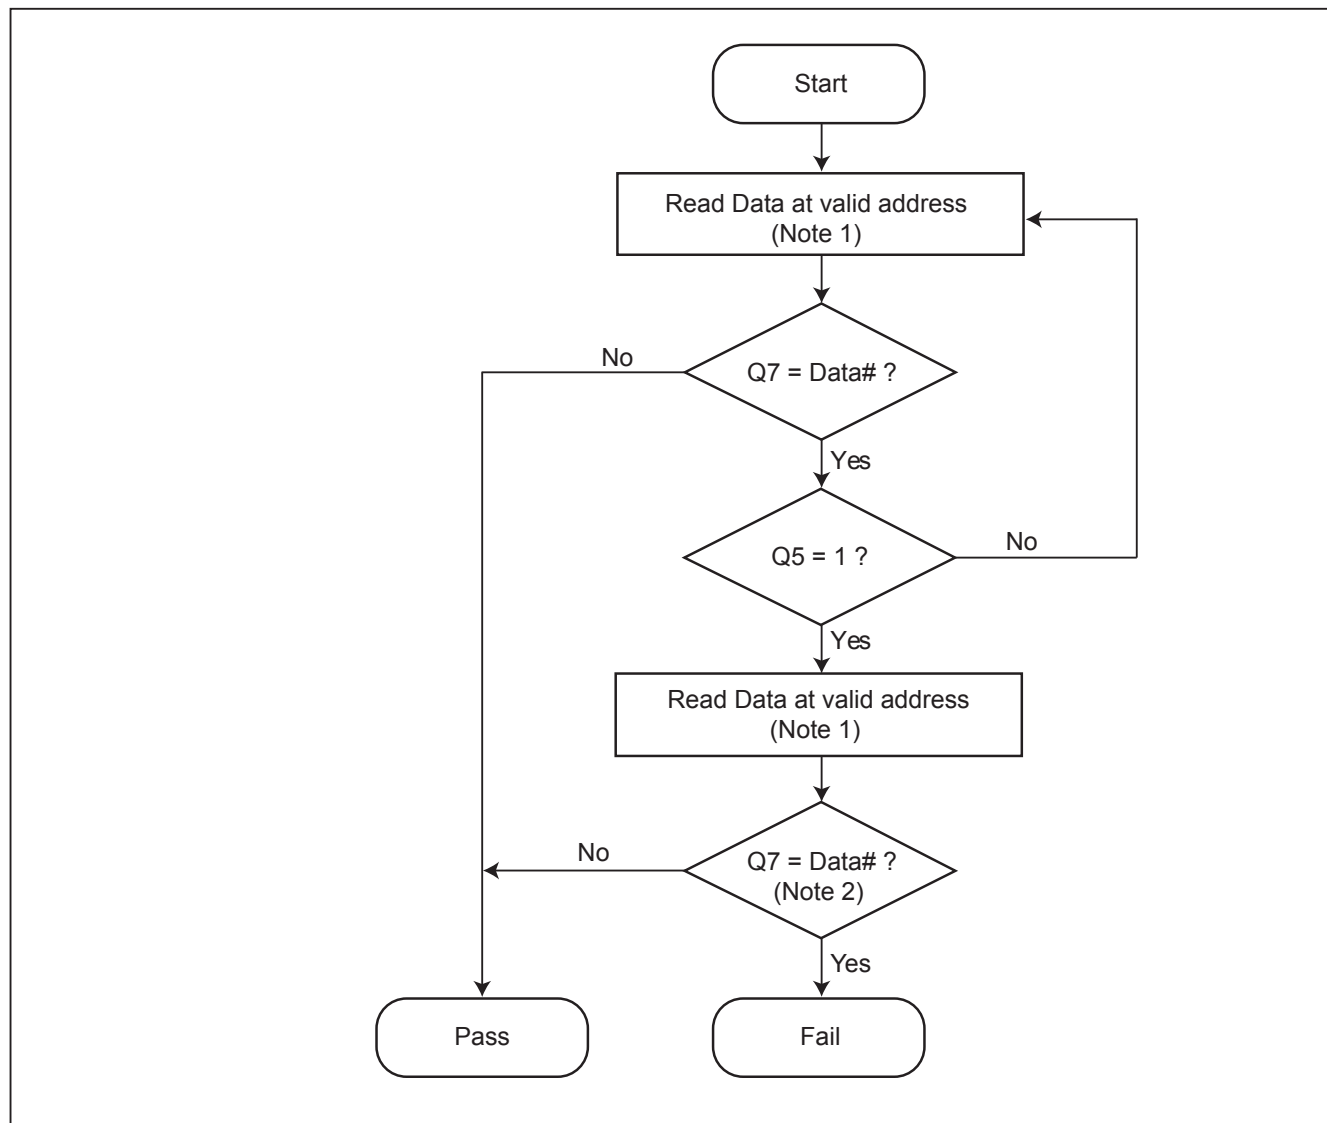 Start
Read Data at valid address
(Note 1)
No
Q7 = Data# ?
Yes
Q5 = 1 ?
No
Yes
Read Data at valid address
(Note 1)
No
Q7 = Data# ?
(Note 2)
Yes
Pass
Fail